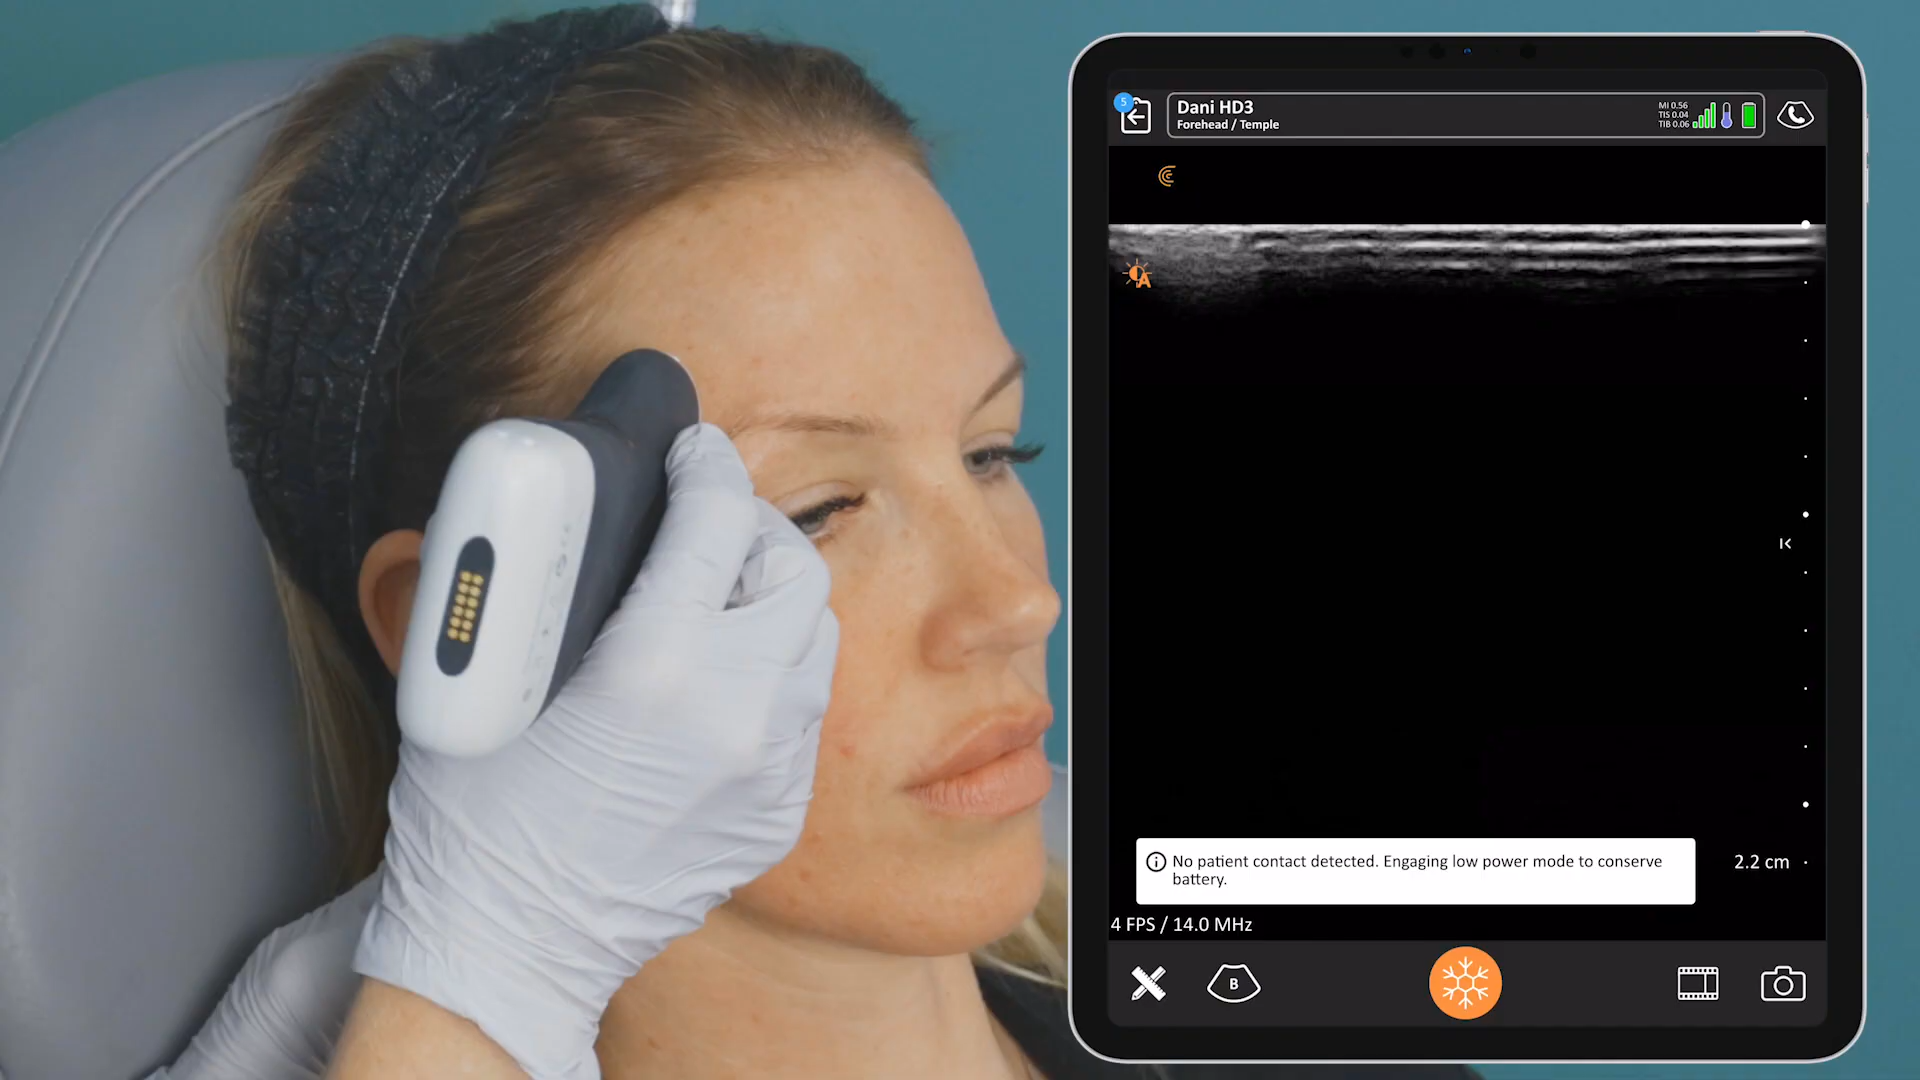 5
Dani HD3
Forehead / Temple
MI 0.56
TIS 0.04
TIB 0.06
A
No patient contact detected. Engaging low power mode to conserve
battery.
2.2 cm
4 FPS / 14.0 MHz
B